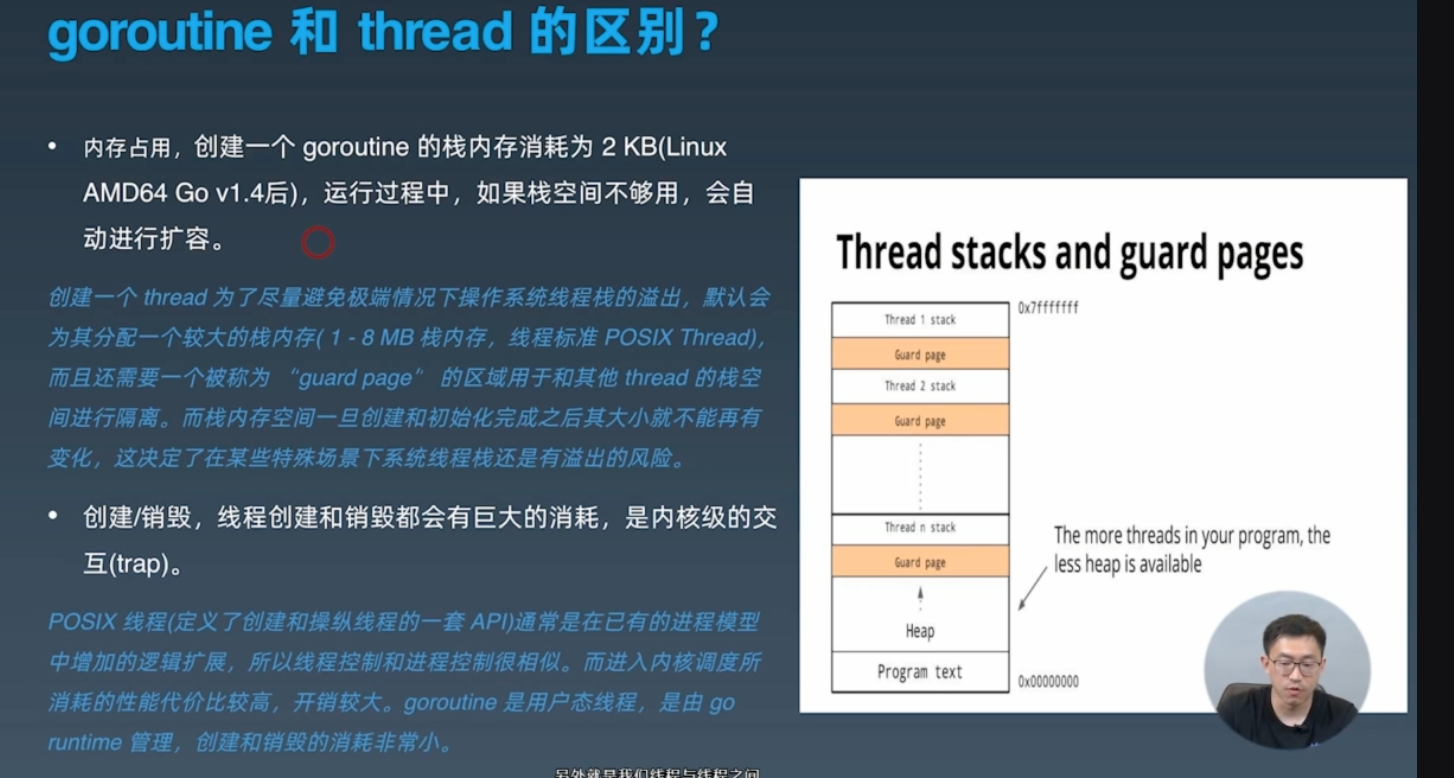 goroutine 和 thread 的区别？
• 内存占用，创建一个 goroutine 的栈内存消耗为 2 KB(Linux
AMD64 Go v1.4后)，运行过程中，如果栈空间不够用，会自
动进行扩容。
创建一个 thread 为了尽量避免极端情况下操作系统线程栈的溢出，默认会
为其分配一个较大的栈内存( 1 - 8 MB 栈内存，线程标准 POSIX Thread)，
而且还需要一个被称为 “guard page” 的区域用于和其他 thread 的栈空
间进行隔离。而栈内存空间一旦创建和初始化完成之后其大小就不能再有
变化，这决定了在某些特殊场景下系统线程栈还是有溢出的风险。
• 创建/销毁，线程创建和销毁都会有巨大的消耗，是内核级的交
互(trap)。
POSIX 线程(定义了创建和操纵线程的一套 API)通常是在已有的进程模型
中增加的逻辑扩展，所以线程控制和进程控制很相似。而进入内核调度所
消耗的性能代价比较高，开销较大。goroutine 是用户态线程，是由 go
runtime 管理，创建和销毁的消耗非常小。
Thread stacks and guard pages
0x7fffffff
Thread 1 stack
Guard page
Thread 2 stack
Guard page
Thread n stack
Guard page
The more threads in your program, the
less heap is available
Heap
Program text
0x00000000
另外就是我们线程与线程之间